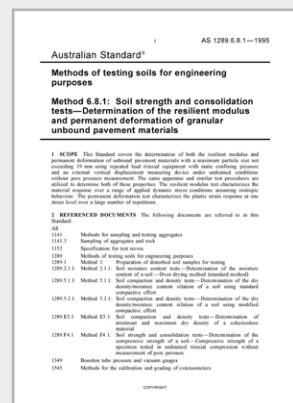 1
AS 1289.6.8.1—1995
Australian Standard®
Methods of testing soils for engineering
purposes
Method 6.8.1: Soil strength and consolidation
tests—Determination of the resilient modulus
and permanent deformation of granular
unbound pavement materials
1 SCOPE This Standard covers the determination of both the resilient modulus and
permanent deformation of unbound pavement materials with a maximum particle size not
exceeding 19 mm using repeated load triaxial equipment with static confining pressure
and an external vertical displacement measuring device under undrained conditions
without pore pressure measurement. The same apparatus and similar test procedures are
utilized to determine both of these properties. The resilient modulus test characterizes the
material response over a range of applied dynamic stress conditions assuming isotropic
behaviour. The permanent deformation test characterizes the plastic strain response at one
stress level over a large number of repetitions.
2 REFERENCED DOCUMENTS The following documents are referred to in this
Standard:
AS
1141 Methods for sampling and testing aggregates
1141.3 Sampling of aggregates and rock
1152 Specification for test sieves
1289 Methods of testing soils for engineering purposes
1289.1 Method 1: Preparation of disturbed soil samples for testing
1289.2.1.1 Method 2.1.1: Soil moisture content tests—Determination of the moisture
content of a soil—Oven drying method (standard method)
1289.5.1.1 Method 5.1.1: Soil compaction and density tests—Determination of the dry
density/moisture content relation of a soil using standard
compactive effort
1289.5.2.1 Method 5.2.1: Soil compaction and density tests—Determination of the dry
density/moisture content relation of a soil using modified
compactive effort
1289.E5.1 Method E5.1: Soil compaction and density tests—Determination of
minimum and maximum dry density of a cohesionless
material
1289.F4.1 Method F4.1: Soil strength and consolidation tests—Determination of the
compressive strength of a soil—Compressive strength of a
specimen tested in undrained triaxial compression without
measurement of pore pressure
1349 Bourdon tube pressure and vacuum gauges
1545 Methods for the calibration and grading of extensometers
COPYRIGHT